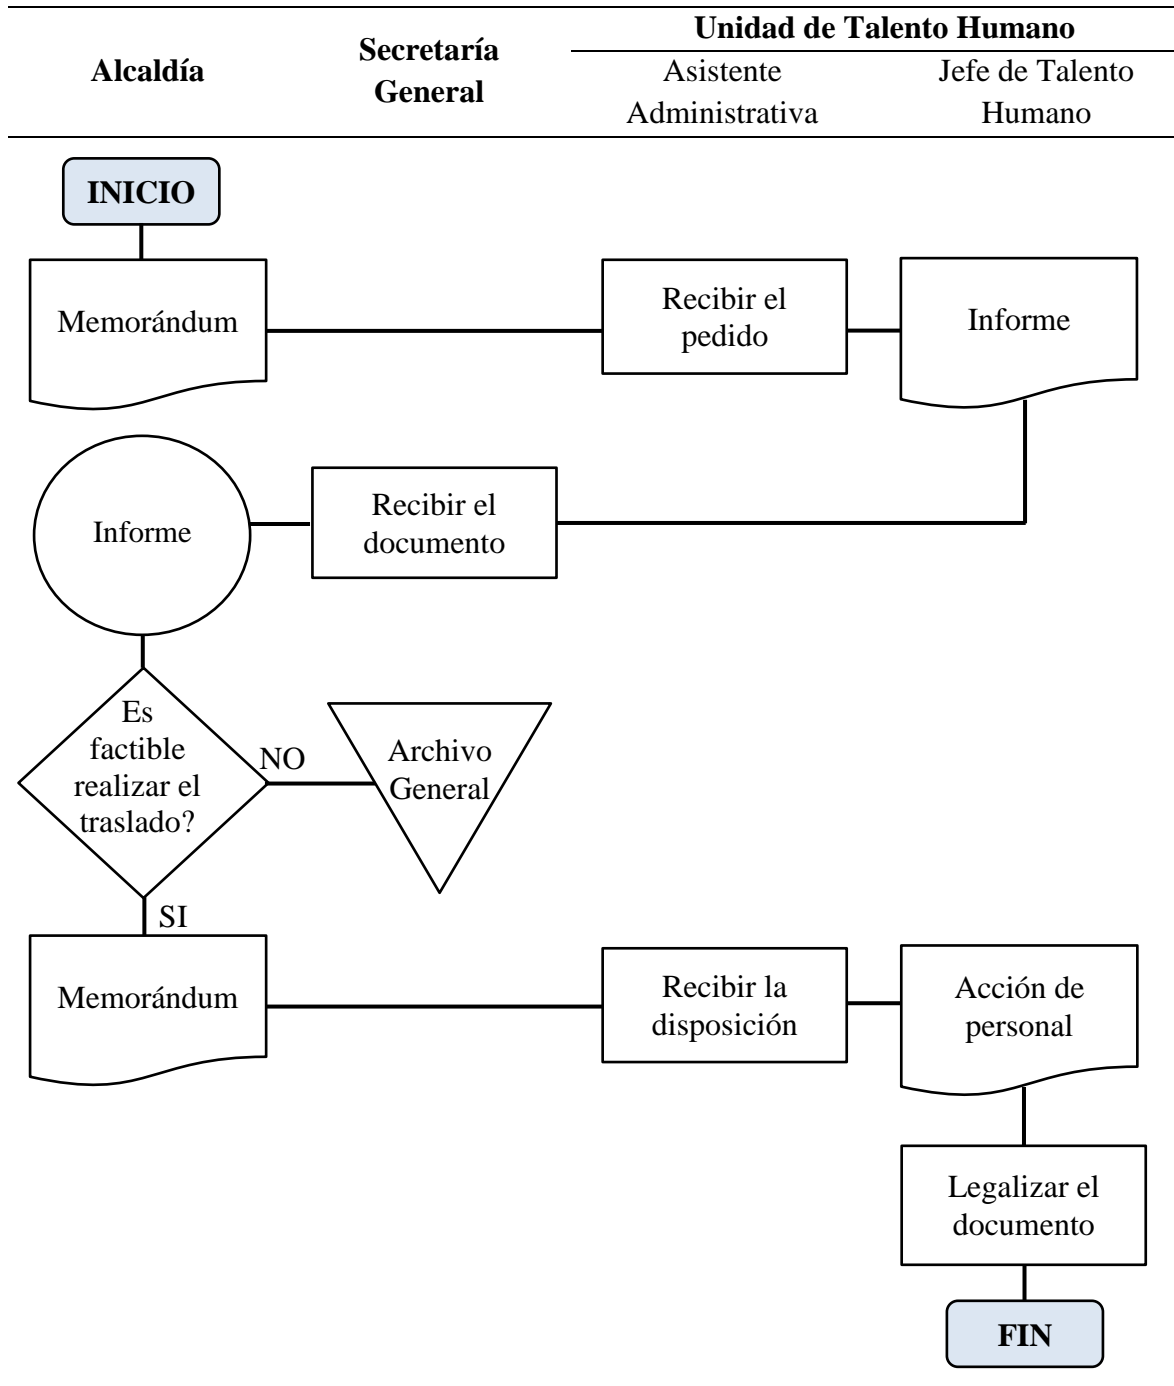 Unidad de Talento Humano
Alcaldía
Secretaría
General
Asistente
Administrativa
Jefe de Talento
Humano
INICIO
Memorándum
Recibir el
pedido
Informe
Informe
Recibir el
documento
Es
factible
realizar el
traslado?
NO
Archivo
General
SI
Memorándum
Recibir la
disposición
Acción de
personal
Legalizar el
documento
FIN